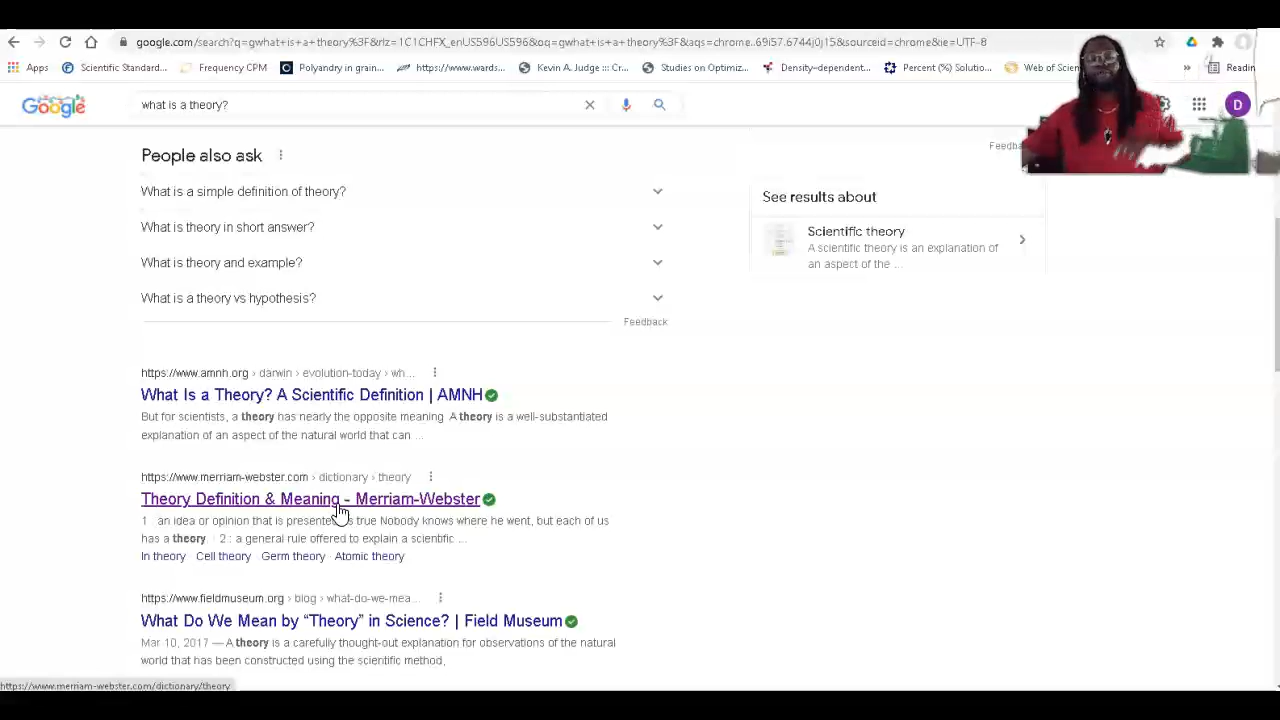 google.com/search?q=gwhat+is+a+theory%3F&rlz=1C1CHFX_enUS596US596&oq=gwhat+is+a+theory%3F&aqs=chrome..69i57.6744j0j15&sourceid=chrome&ie=UTF-8
Apps Scientific Standard... Frequency CPM Polyandry in grain... https://www.wards... Kevin A. Judge ::: Cr... Studies on Optimiz... Density-dependent... Percent (%) Solutio... Web of Scien » Readin
Google what is a theory? D
People also ask
Feedba
What is a simple definition of theory?
See results about
What is theory in short answer?
Scientific theory
A scientific theory is an explanation of
an aspect of the ...
What is theory and example?
What is a theory vs hypothesis?
Feedback
https://www.amnh.org › darwin › evolution-today › wh...
What Is a Theory? A Scientific Definition | AMNH
But for scientists, a theory has nearly the opposite meaning A theory is a well-substantiated
explanation of an aspect of the natural world that can ...
https://www.merriam-webster.com › dictionary › theory
Theory Definition & Meaning - Merriam-Webster
1 : an idea or opinion that is presente s true Nobody knows where he went, but each of us
has a theory · 2 : a general rule offered to explain a scientific ...
In theory · Cell theory · Germ theory · Atomic theory
https://www.fieldmuseum.org › blog › what-do-we-mea...
What Do We Mean by “Theory” in Science? | Field Museum
Mar 10, 2017 — A theory is a carefully thought-out explanation for observations of the natural
world that has been constructed using the scientific method,
https://www.merriam-webster.com/dictionary/theory